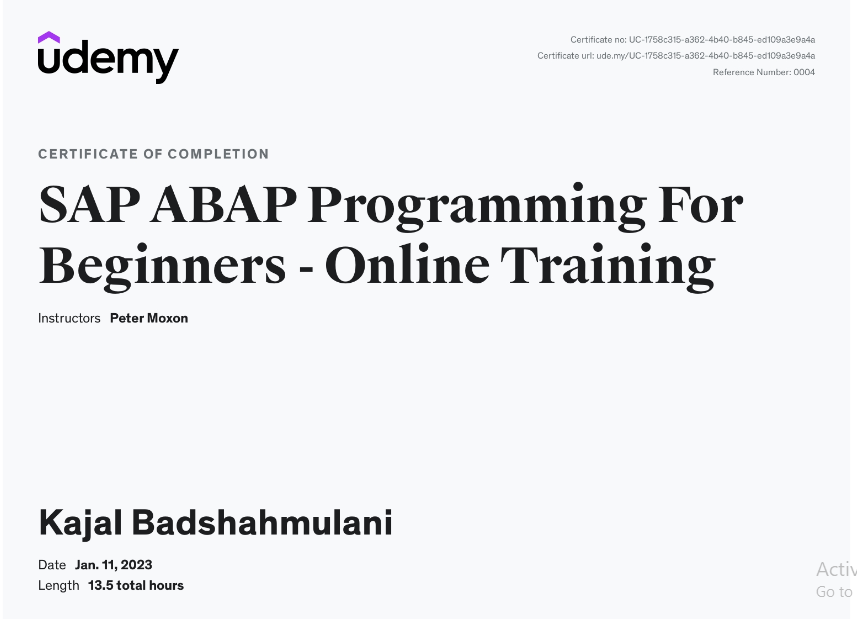 udemy
Certificate no: UC-1758c315-a362-4b40-b845-ed109a3e9a4a
Certificate url: ude.my/UC-1758c315-a362-4b40-b845-ed109a3e9a4a
Reference Number: 0004
CERTIFICATE OF COMPLETION
SAP ABAP Programming For
Beginners - Online Training
Instructors Peter Moxon
Kajal Badshahmulani
Date Jan. 11, 2023
Length 13.5 total hours
Activ
Go to